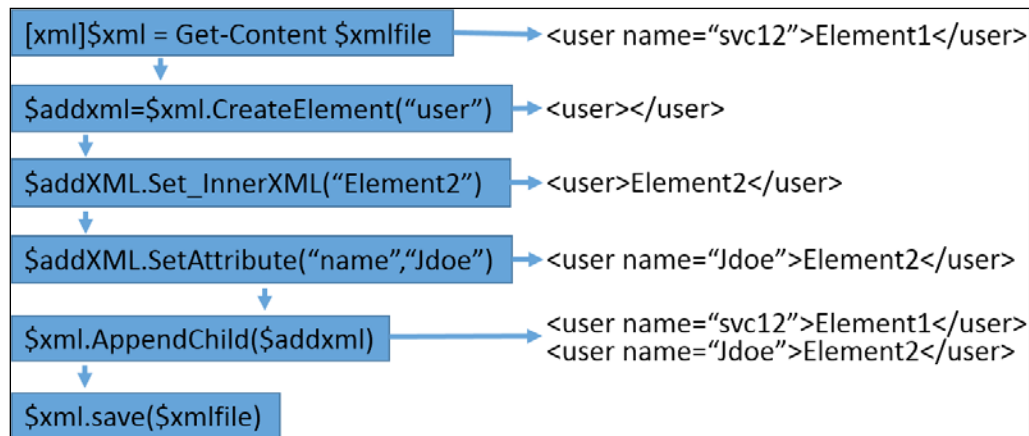 [xml]$xml = Get-Content $xmlfile
<user name=“svc12”>Element1</user>
$addxml=$xml.CreateElement(“user”)
<user></user>
$addXML.Set_InnerXML(“Element2”)
<user>Element2</user>
$addXML.SetAttribute(“name”,“Jdoe”)
<user name=“Jdoe”>Element2</user>
$xml.AppendChild($addxml)
<user name=“svc12”>Element1</user>
<user name=“Jdoe”>Element2</user>
$xml.save($xmlfile)